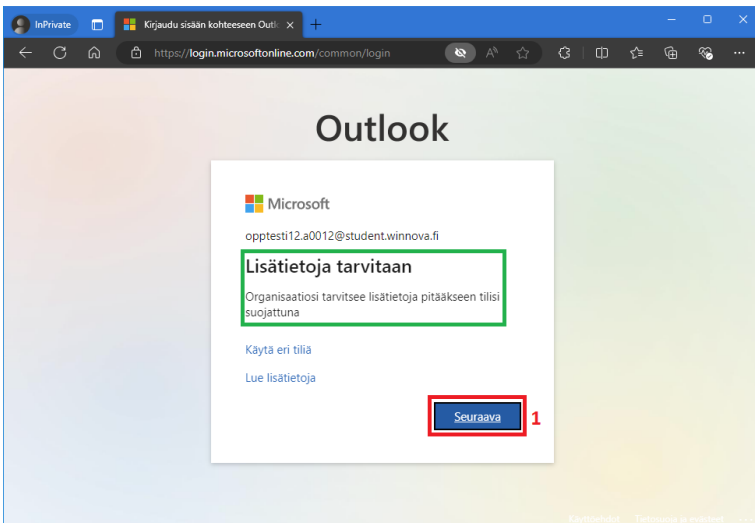 InPrivate
Kirjaudu sisään kohteeseen Outl
https://login.microsoftonline.com/common/login
Outlook
Microsoft
opptesti12.a0012@student.winnova.fi
Lisätietoja tarvitaan
Organisaatiosi tarvitsee lisätietoja pitääkseen tilisi
suojattuna
Käytä eri tiliä
Lue lisätietoja
Seuraava 1